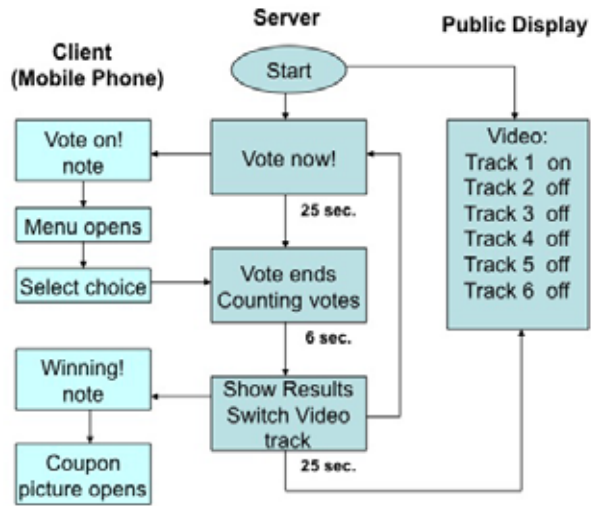 Server
Client
(Mobile Phone)
Public Display
Start
Vote on!
note
Vote now!
Video:
Track 1 on
Track 2 off
Track 3 off
Track 4 off
Track 5 off
Track 6 off
25 sec.
Menu opens
Select choice
Vote ends
Counting votes
6 sec.
Winning!
note
Show Results
Switch Video
track
25 sec.
Coupon
picture opens